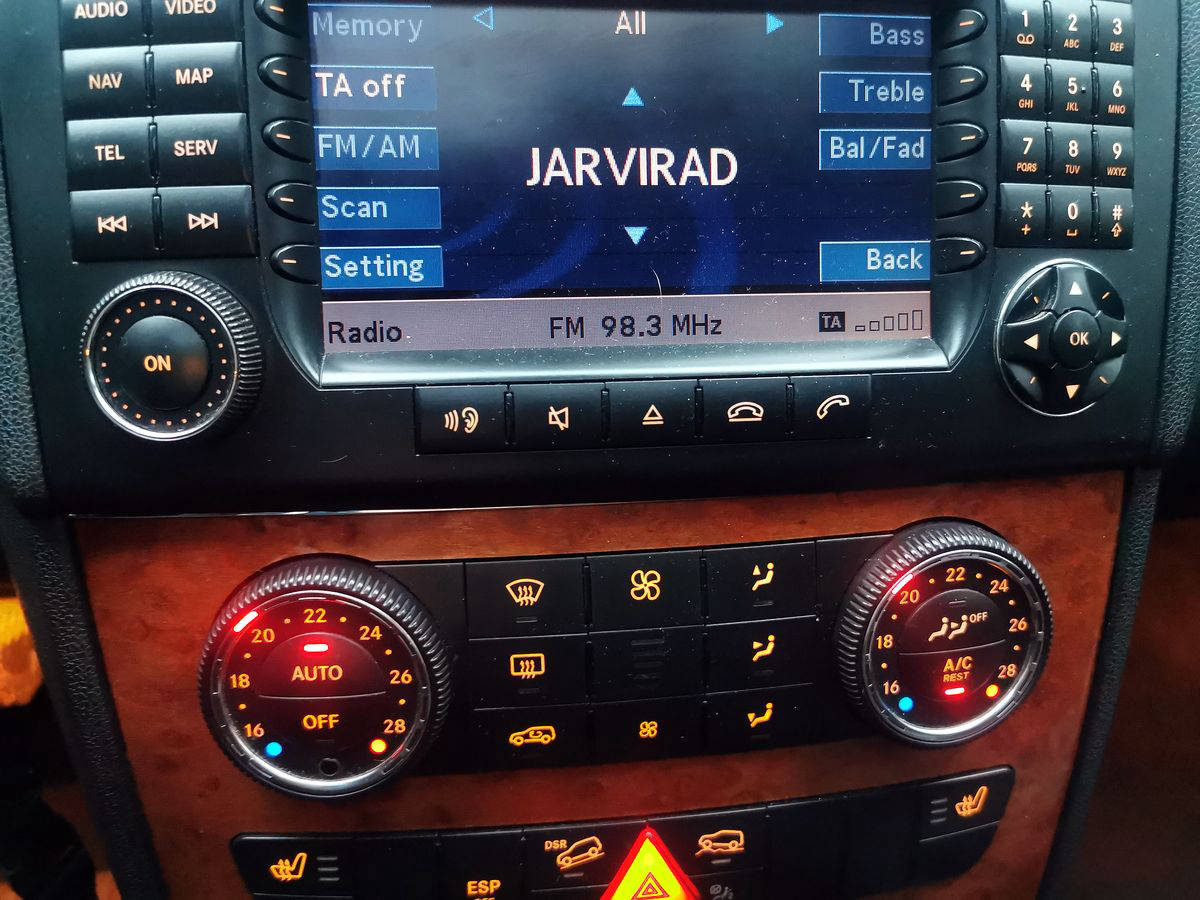 AUDIO VIDEO
NAV MAP
TEL SERV
ON
Memory All Bass
TA off Treble
FM/AM JARVIRAD Bal/Fad
Scan
Setting Back
Radio FM 98.3 MHz TA
1 2 ABC 3 DEF
4 GHI 5 JKL 6 MNO
7 PQRS 8 TUV 9 WXYZ
* + 0 #
OK
16 18 20 22 24 26 28
AUTO
OFF
16 18 20 22 24 26 28
OFF
A/C
REST
DSR
ESP